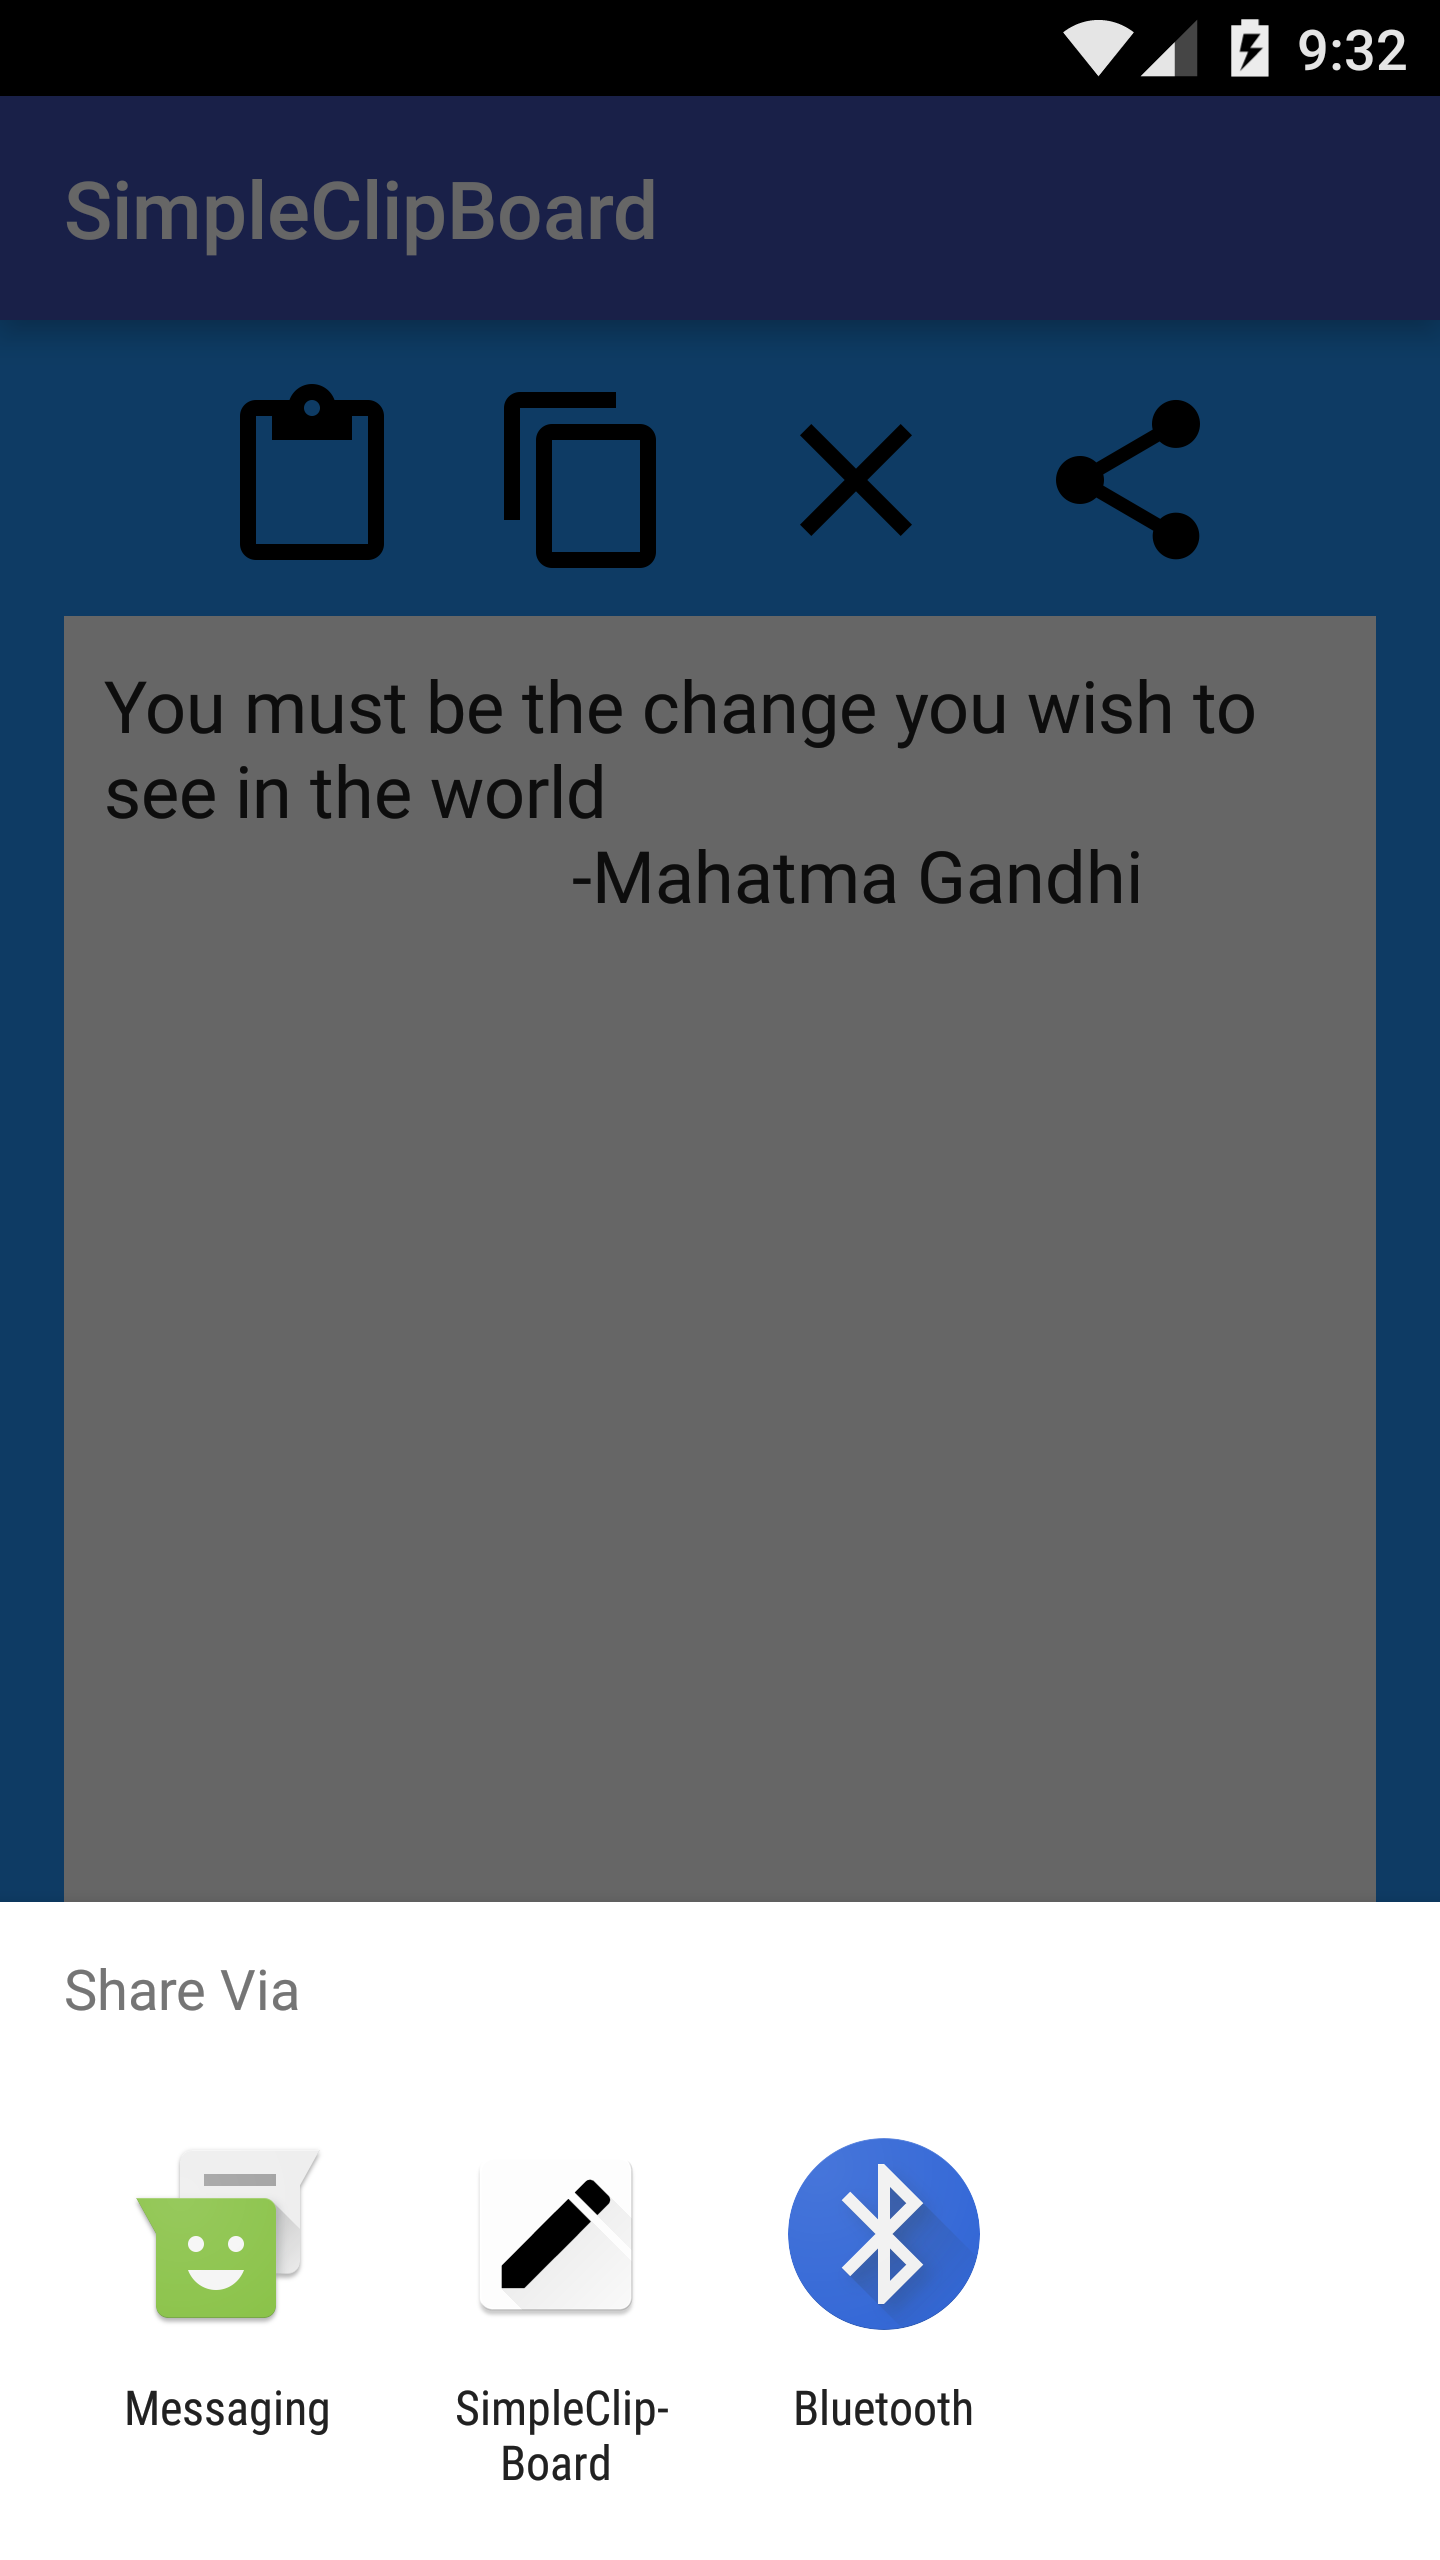 9:32
SimpleClipBoard
You must be the change you wish to
see in the world
-Mahatma Gandhi
Share Via
Messaging
SimpleClip-
Board
Bluetooth